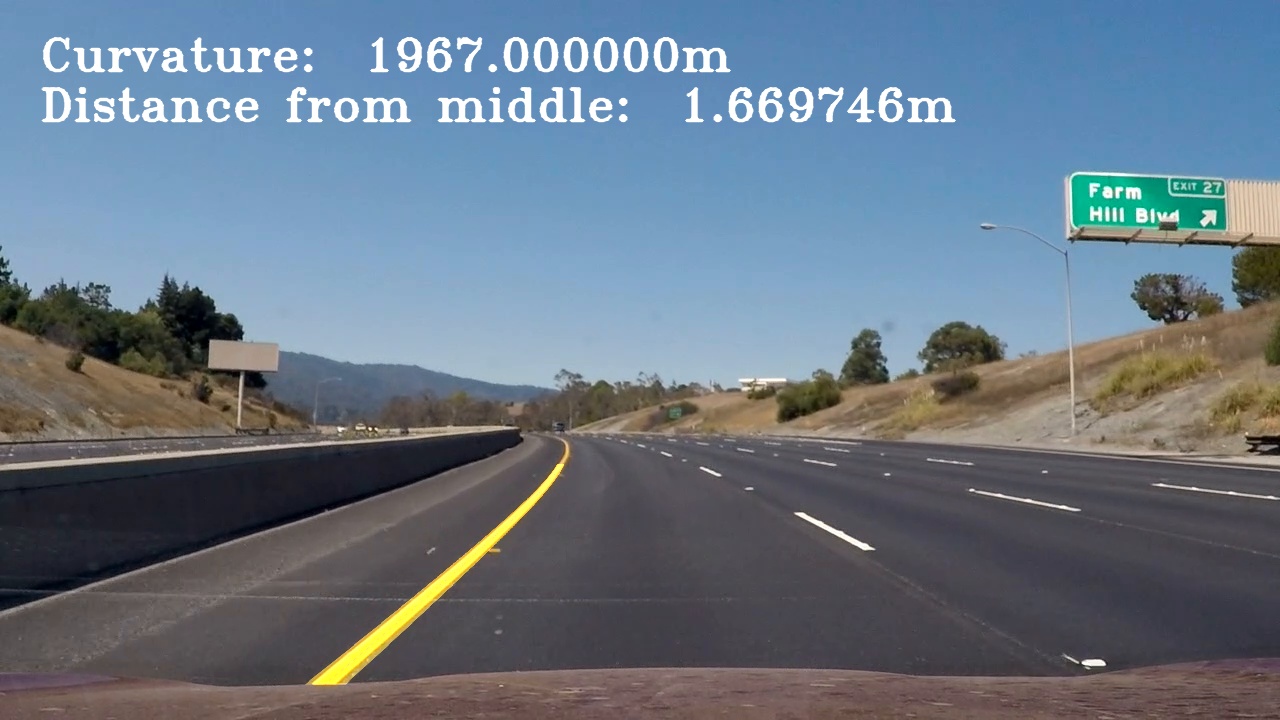 Curvature: 1967.000000m
Distance from middle: 1.669746m
EXIT 27
Farm
Hill Blvd